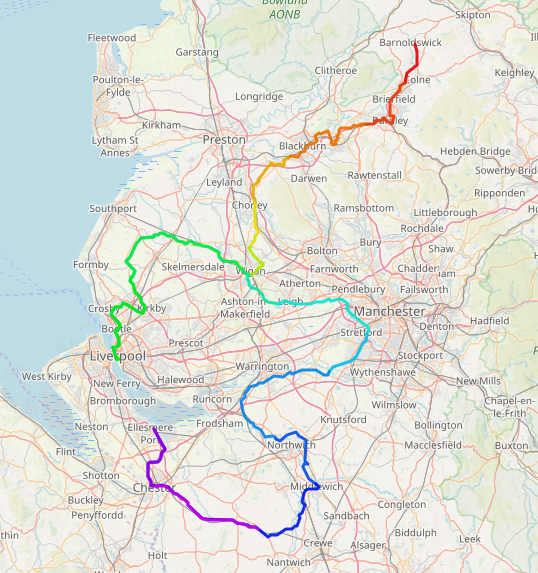 Bowland
AONB
Skipton
Fleetwood
Garstang
Barnoldswick
Poulton-le-
Fylde
Clitheroe
Colne
Keighley
Longridge
Brierfield
Kirkham
Preston
Burnley
Lytham St
Annes
Blackburn
Hebden Bridge
Sowerby Bridge
Leyland
Darwen
Rawtenstall
Ripponden
Southport
Chorley
Ramsbottom
Littleborough
Rochdale
Formby
Skelmersdale
Wigan
Bolton
Bury
Shaw
Farnworth
Chadder
am
Atherton
Pendlebury
Failsworth
Crosby
Kirkby
Ashton-in-
Makerfield
Leigh
Manchester
Denton
Hadfield
Bootle
Stretford
Liverpool
Prescot
Stockport
West Kirby
New Ferry
Halewood
Warrington
Wythenshawe
New Mills
Bromborough
Runcorn
Wilmslow
Chapel-en-
le-Frith
Neston
Ellesmere
Port
Frodsham
Knutsford
Bollington
Flint
Northwich
Macclesfield
Buxton
Shotton
Chester
Middlewich
Buckley
Congleton
Penyffordd
Sandbach
Biddulph
Holt
Crewe
Alsager
Leek
Nantwich